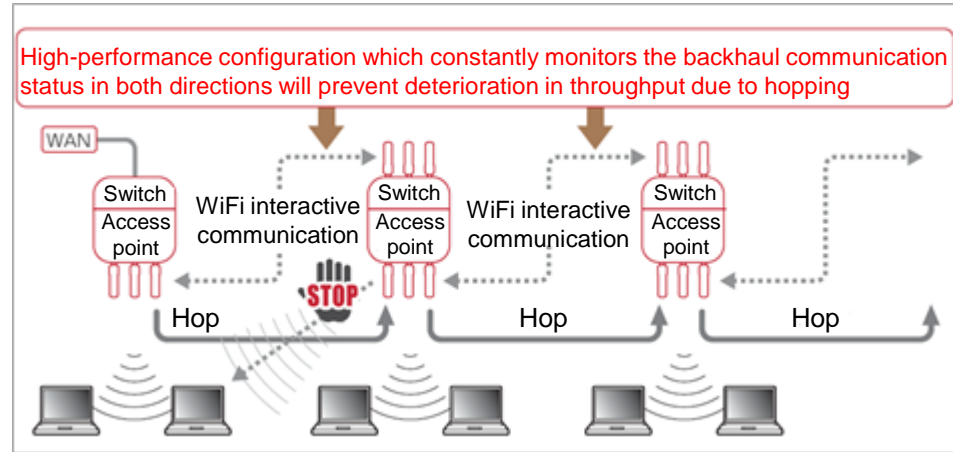 High-performance configuration which constantly monitors the backhaul communication
status in both directions will prevent deterioration in throughput due to hopping
WAN
Switch
Access
point
WiFi interactive
communication
Switch
Access
point
WiFi interactive
communication
Switch
Access
point
STOP
Hop
Hop
Hop